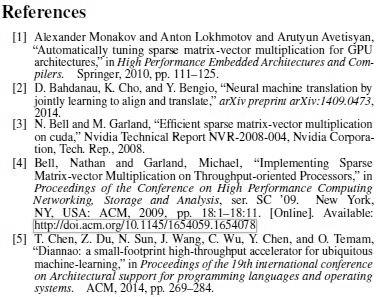 References
[1] Alexander Monakov and Anton Lokhmotov and Arutyun Avetisyan,
“Automatically tuning sparse matrix-vector multiplication for GPU
architectures,” in High Performance Embedded Architectures and Com-
pilers. Springer, 2010, pp. 111–125.
[2] D. Bahdanau, K. Cho, and Y. Bengio, “Neural machine translation by
jointly learning to align and translate,” arXiv preprint arXiv:1409.0473,
2014.
[3] N. Bell and M. Garland, “Efficient sparse matrix-vector multiplication
on cuda,” Nvidia Technical Report NVR-2008-004, Nvidia Corpora-
tion, Tech. Rep., 2008.
[4] Bell, Nathan and Garland, Michael, “Implementing Sparse
Matrix-vector Multiplication on Throughput-oriented Processors,” in
Proceedings of the Conference on High Performance Computing
Networking, Storage and Analysis, ser. SC ’09. New York,
NY, USA: ACM, 2009, pp. 18:1–18:11. [Online]. Available:
http://doi.acm.org/10.1145/1654059.1654078
[5] T. Chen, Z. Du, N. Sun, J. Wang, C. Wu, Y. Chen, and O. Temam,
“Diannao: a small-footprint high-throughput accelerator for ubiquitous
machine-learning,” in Proceedings of the 19th international conference
on Architectural support for programming languages and operating
systems. ACM, 2014, pp. 269–284.